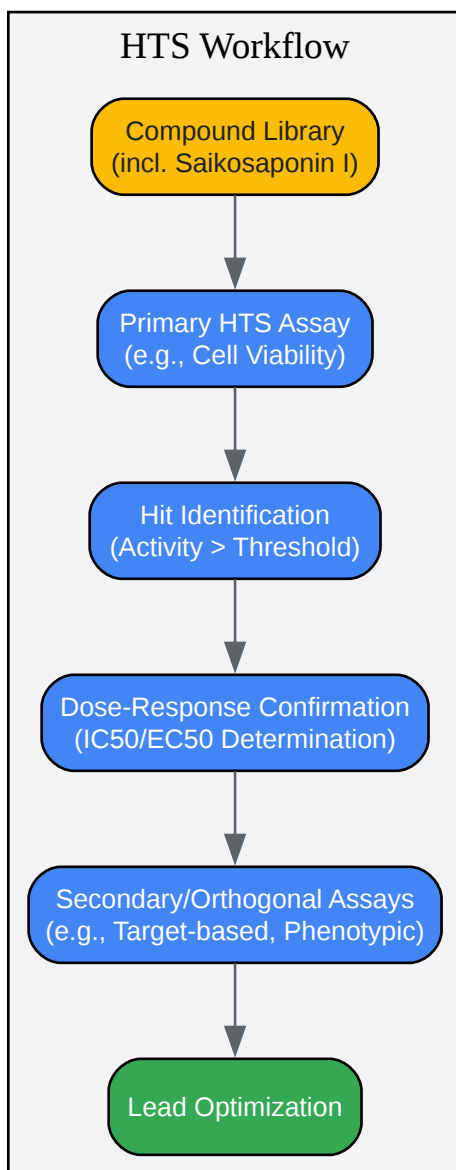 HTS Workflow
Compound Library
(incl. Saikosaponin I)
Primary HTS Assay
(e.g., Cell Viability)
Hit Identification
(Activity > Threshold)
Dose-Response Confirmation
(IC50/EC50 Determination)
Secondary/Orthogonal Assays
(e.g., Target-based, Phenotypic)
Lead Optimization